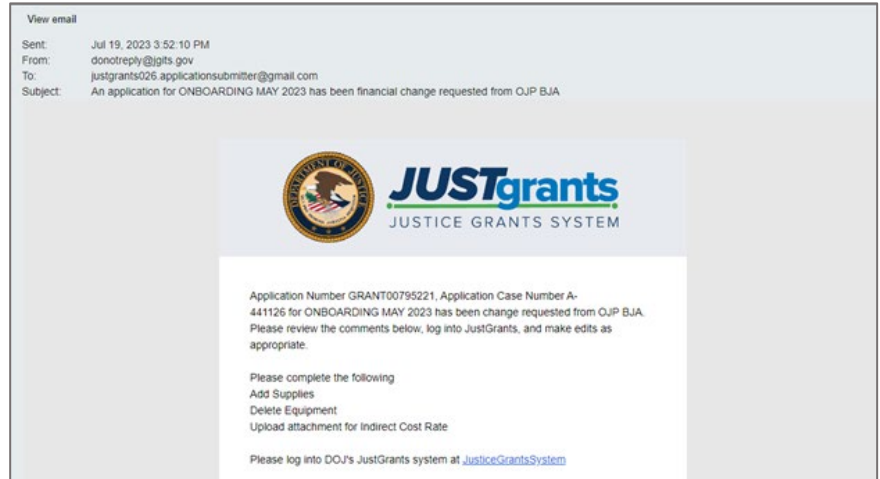 View email
Sent: Jul 19, 2023 3:52:10 PM
From: donotreply@jgits.gov
To: justgrants026.applicationsubmitter@gmail.com
Subject: An application for ONBOARDING MAY 2023 has been financial change requested from OJP BJA
DEPARTMENT OF JUSTICE
JUSTgrants
JUSTICE GRANTS SYSTEM
Application Number GRANT00795221, Application Case Number A-
441126 for ONBOARDING MAY 2023 has been change requested from OJP BJA.
Please review the comments below, log into JustGrants, and make edits as
appropriate.
Please complete the following
Add Supplies
Delete Equipment
Upload attachment for Indirect Cost Rate
Please log into DOJ's JustGrants system at JusticeGrantsSystem